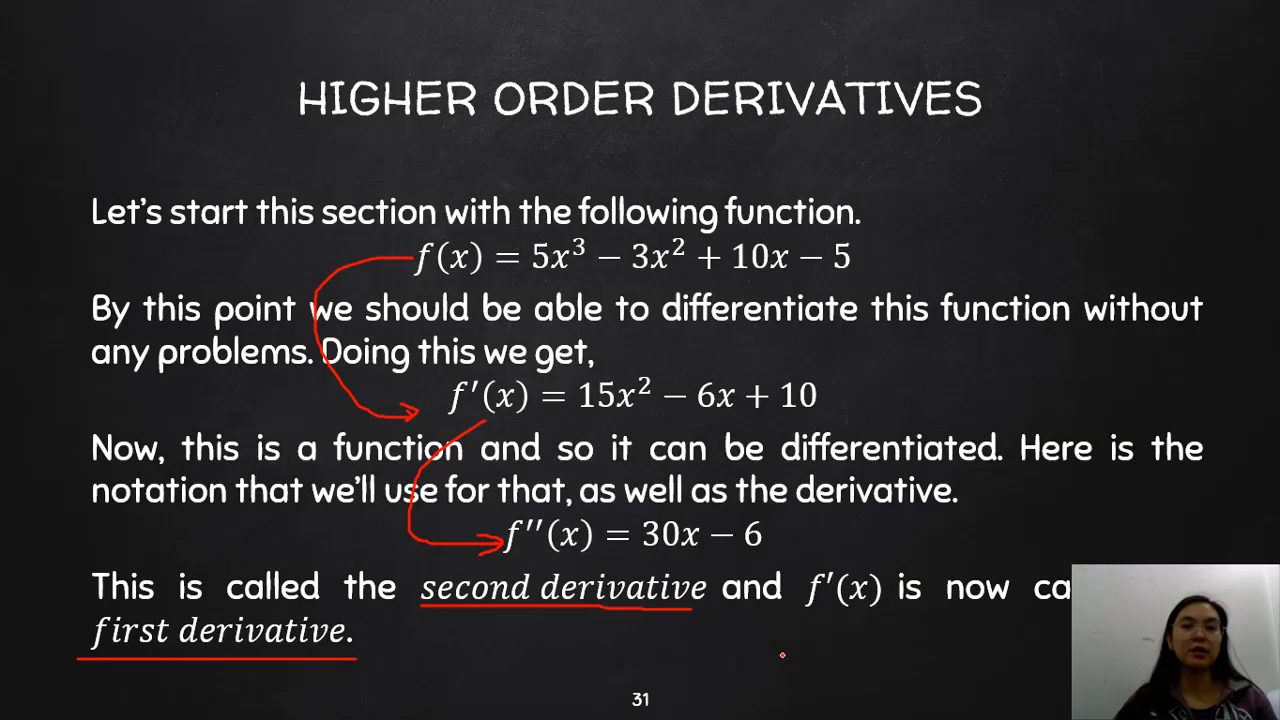 HIGHER ORDER DERIVATIVES
Let's start this section with the following function.
f(x) = 5x³ − 3x² + 10x − 5
By this point we should be able to differentiate this function without
any problems. Doing this we get,
f′(x) = 15x² − 6x + 10
Now, this is a function and so it can be differentiated. Here is the
notation that we'll use for that, as well as the derivative.
f′′(x) = 30x − 6
This is called the second derivative and f′(x) is now
first derivative.
31